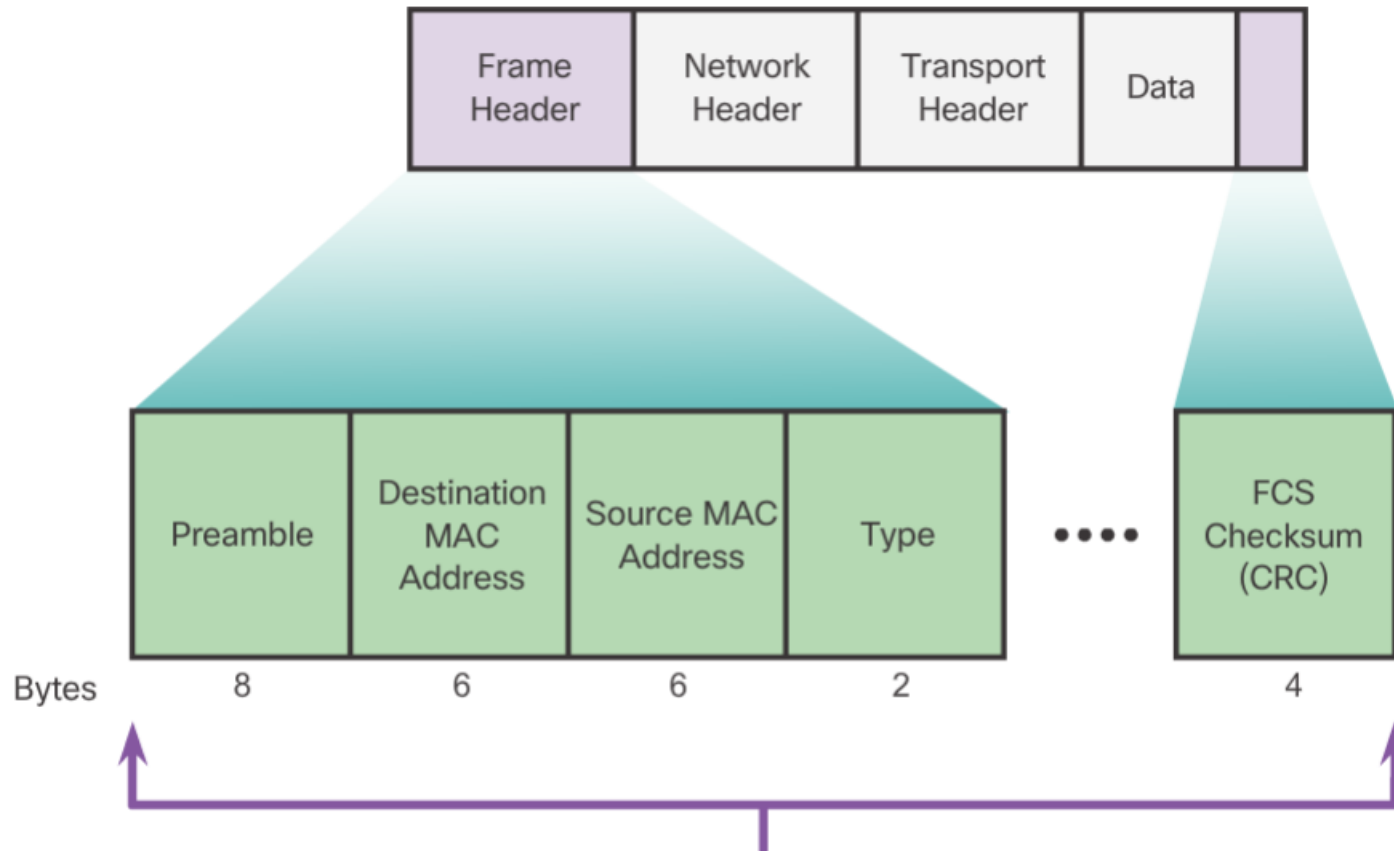 Frame
Header
Network
Header
Transport
Header
Data
Preamble
Destination
MAC
Address
Source MAC
Address
Type
••••
FCS
Checksum
(CRC)
Bytes
8
6
6
2
4